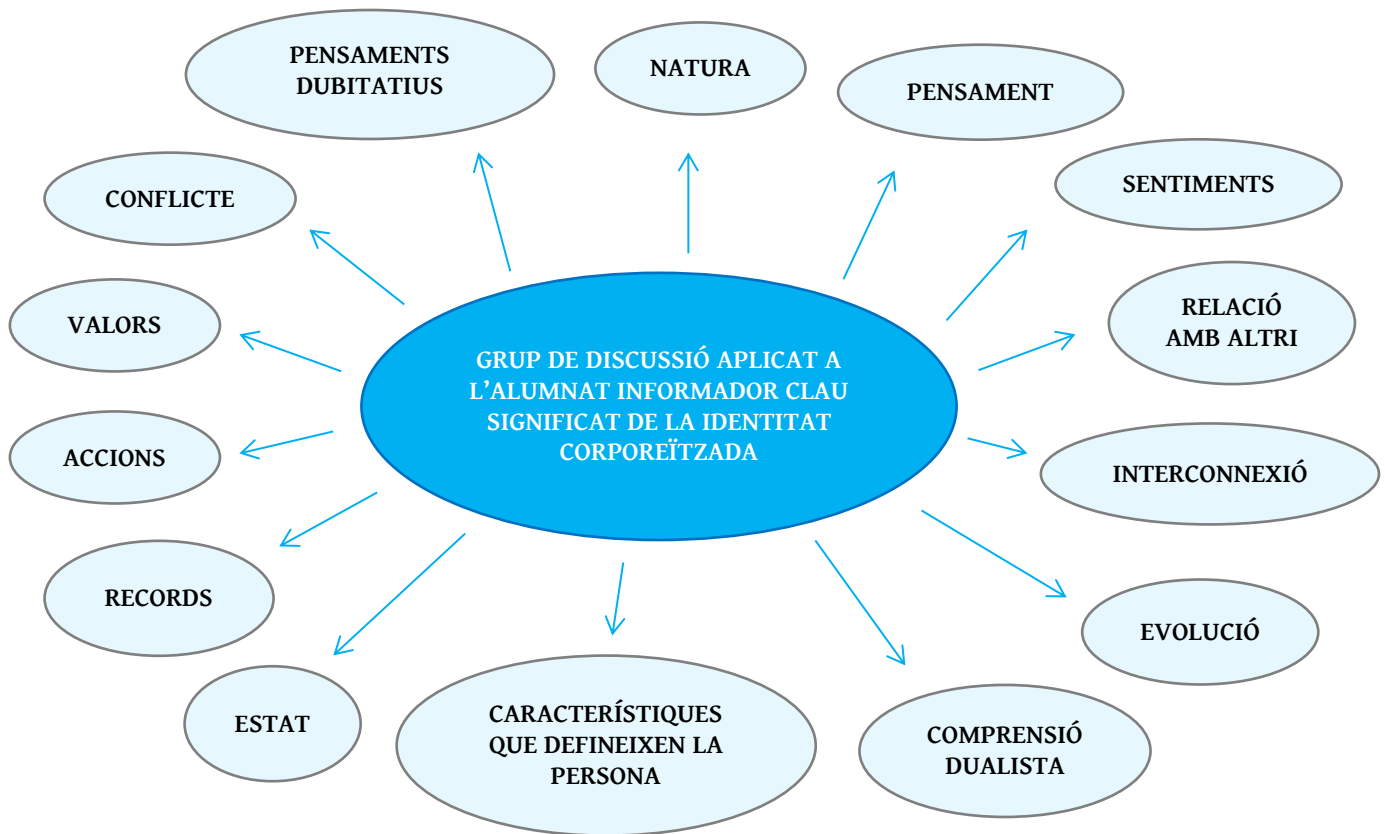 PENSAMENTS
DUBITATIUS
NATURA
PENSAMENT
SENTIMENTS
RELACIÓ
AMB ALTRI
INTERCONNEXIÓ
EVOLUCIÓ
COMPRENSIÓ
DUALISTA
CARACTERÍSTIQUES
QUE DEFINEIXEN LA
PERSONA
ESTAT
RECORDS
ACCIONS
VALORS
CONFLICTE
GRUP DE DISCUSSIÓ APLICAT A
L’ALUMNAT INFORMADOR CLAU
SIGNIFICAT DE LA IDENTITAT
CORPOREÏTZADA